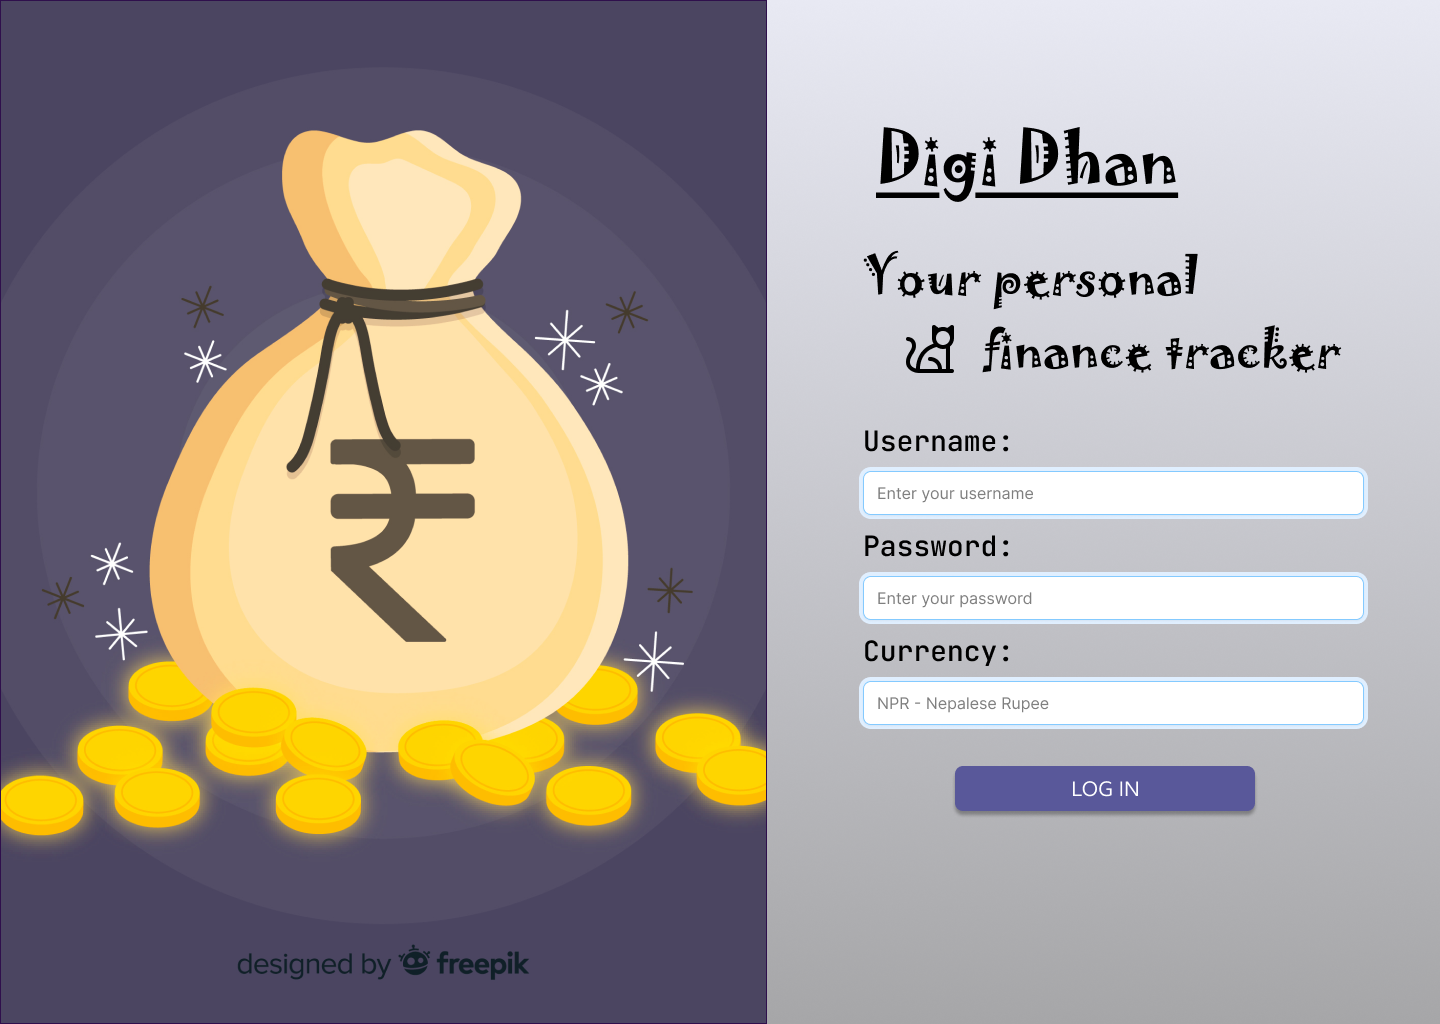 ₹
designed by freepik
Digi Dhan
Your personal
finance tracker
Username:
Enter your username
Password:
Enter your password
Currency:
NPR - Nepalese Rupee
LOG IN